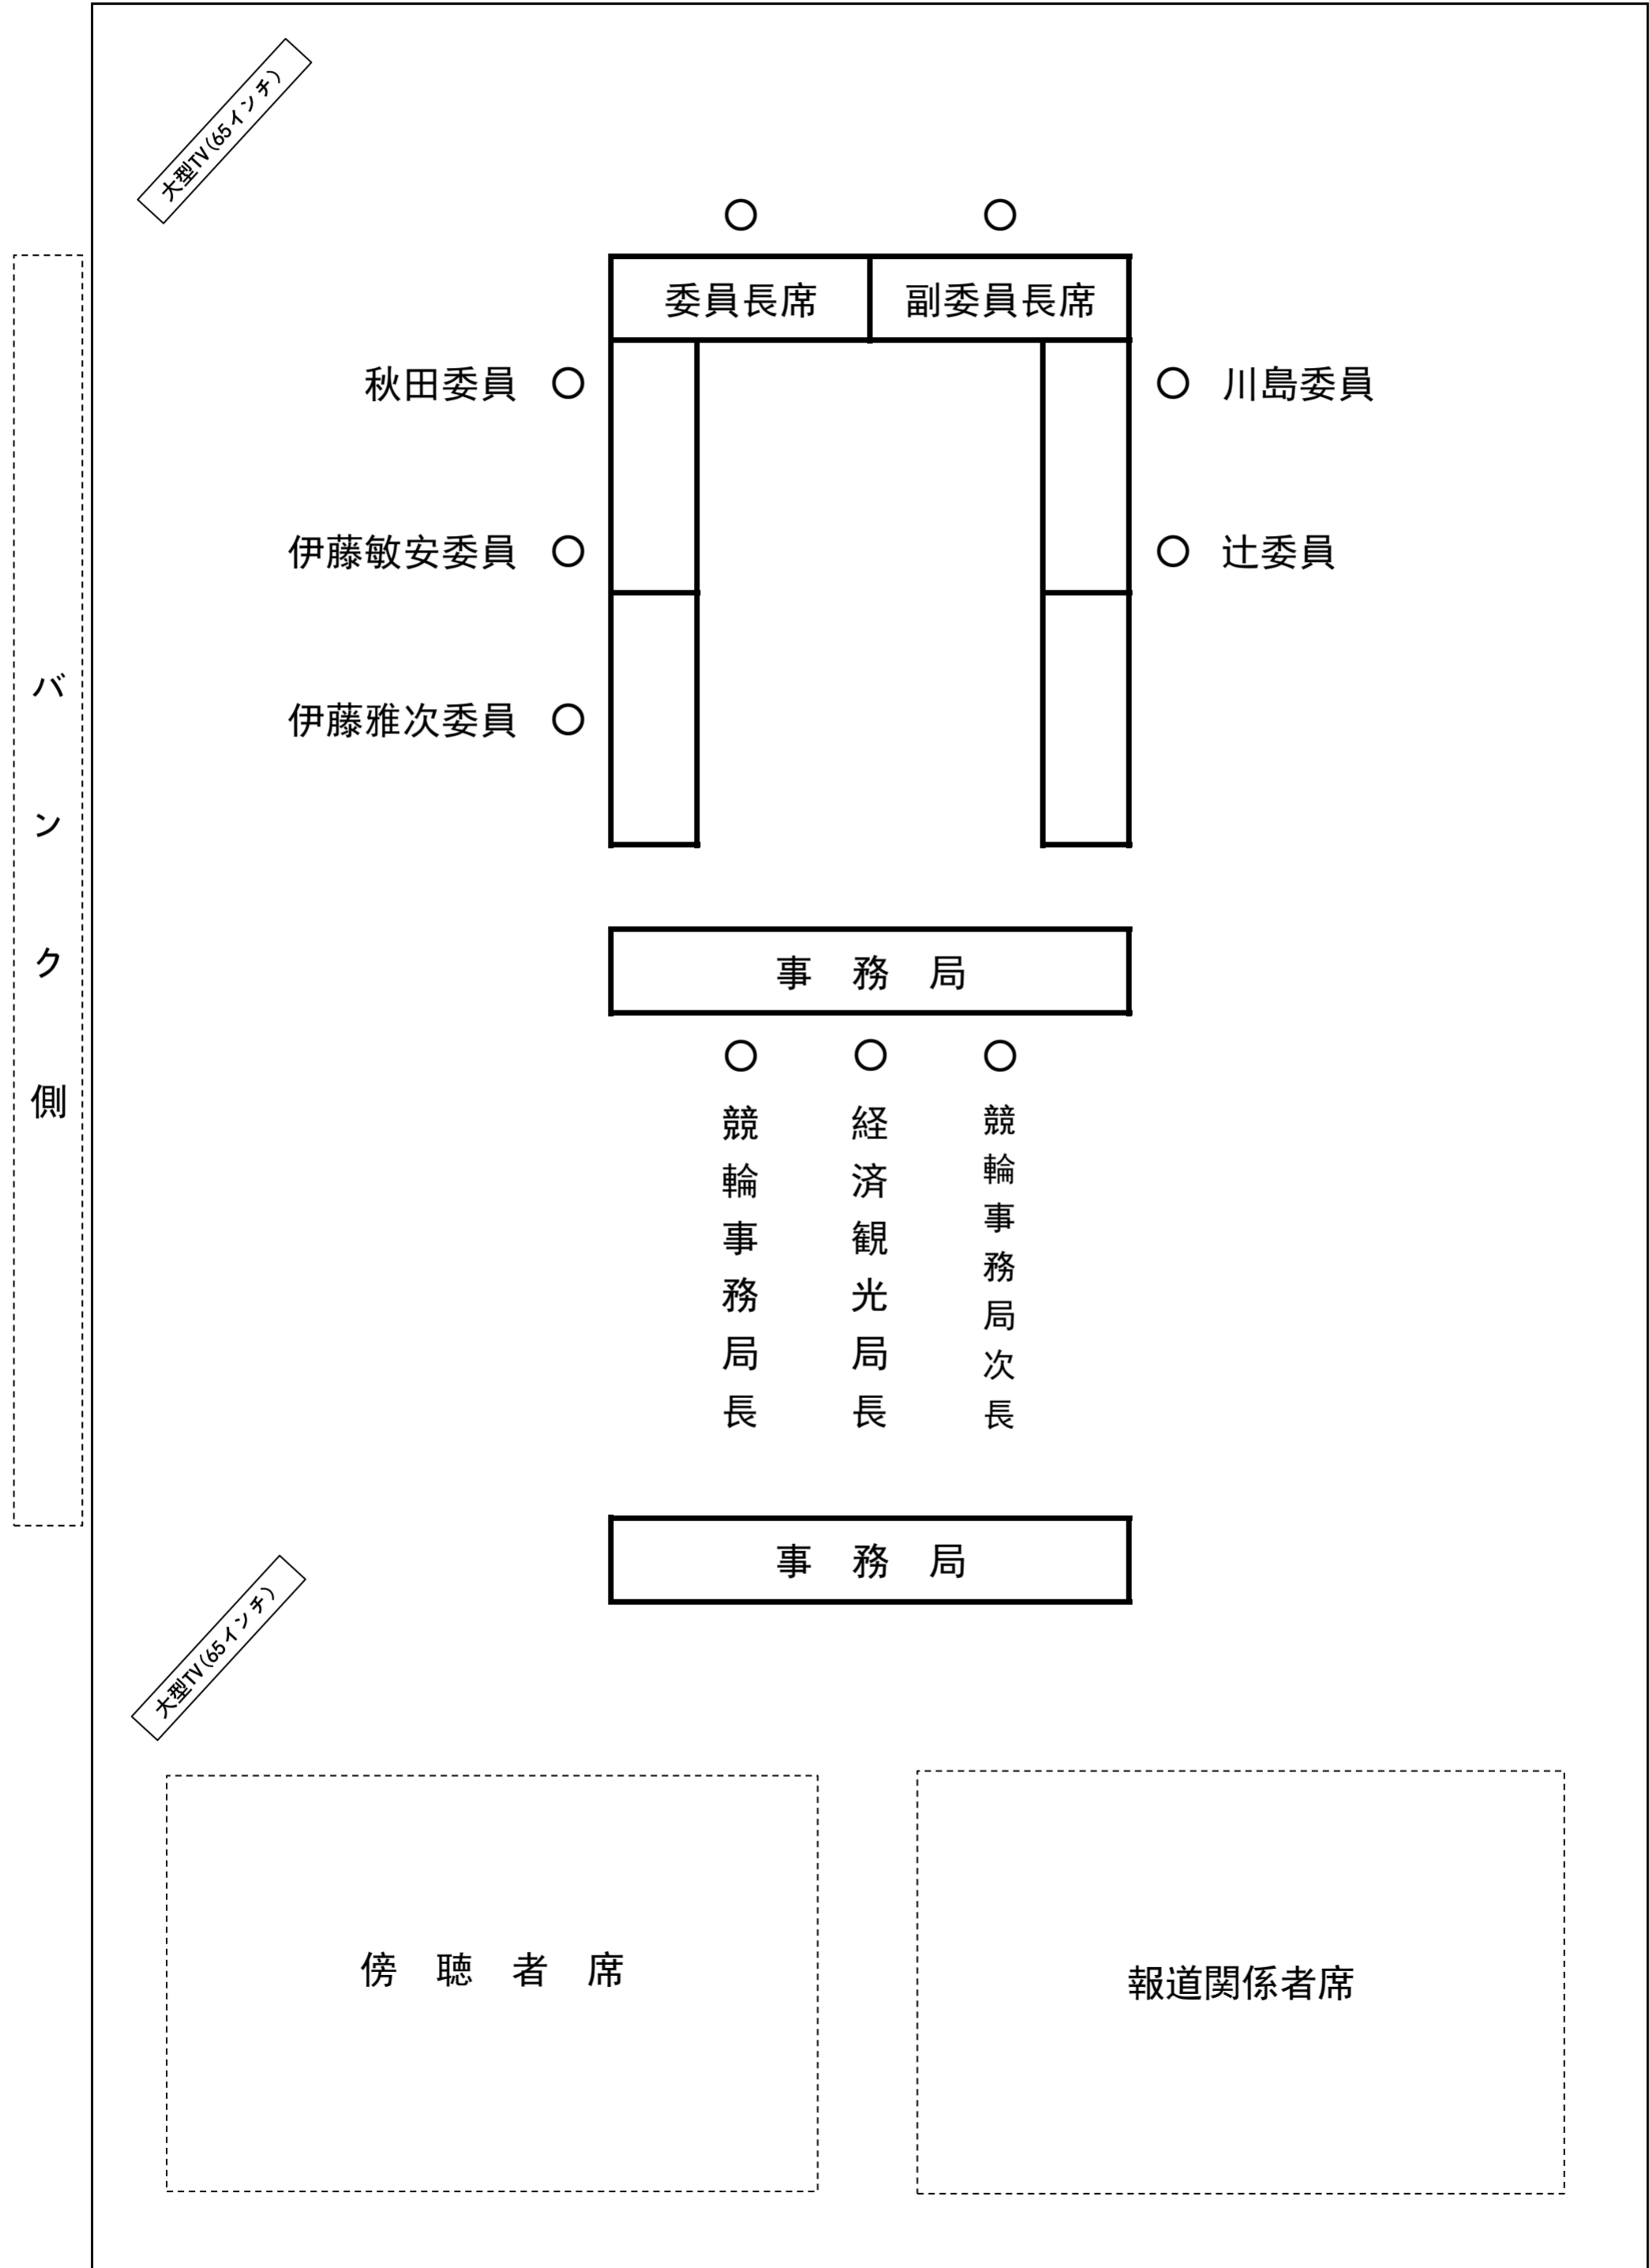 大型TV(65インチ)
委員長席
副委員長席
秋田委員
川島委員
伊藤敏安委員
辻委員
伊藤雅次委員
バンク側
事　務　局
競輪事務局長
経済観光局長
競輪事務局次長
事　務　局
大型TV(65インチ)
傍　聴　者　席
報道関係者席